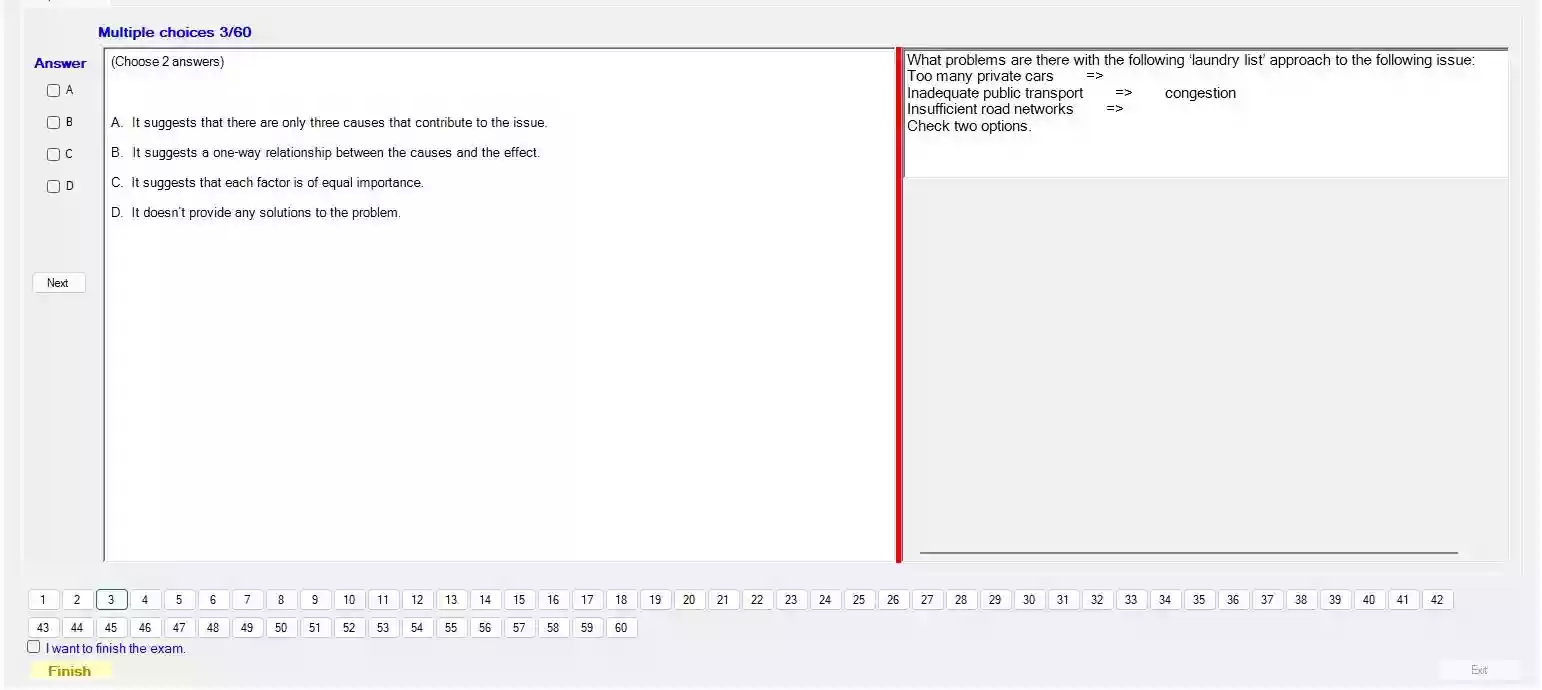 Multiple choices 3/60
Answer
(Choose 2 answers)
A
B
C
D
A. It suggests that there are only three causes that contribute to the issue.
B. It suggests a one-way relationship between the causes and the effect.
C. It suggests that each factor is of equal importance.
D. It doesn't provide any solutions to the problem.
Next
What problems are there with the following 'laundry list' approach to the following issue:
Too many private cars =>
Inadequate public transport => congestion
Insufficient road networks =>
Check two options.
1 2 3 4 5 6 7 8 9 10 11 12 13 14 15 16 17 18 19 20 21 22 23 24 25 26 27 28 29 30 31 32 33 34 35 36 37 38 39 40 41 42
43 44 45 46 47 48 49 50 51 52 53 54 55 56 57 58 59 60
I want to finish the exam.
Finish
Exit